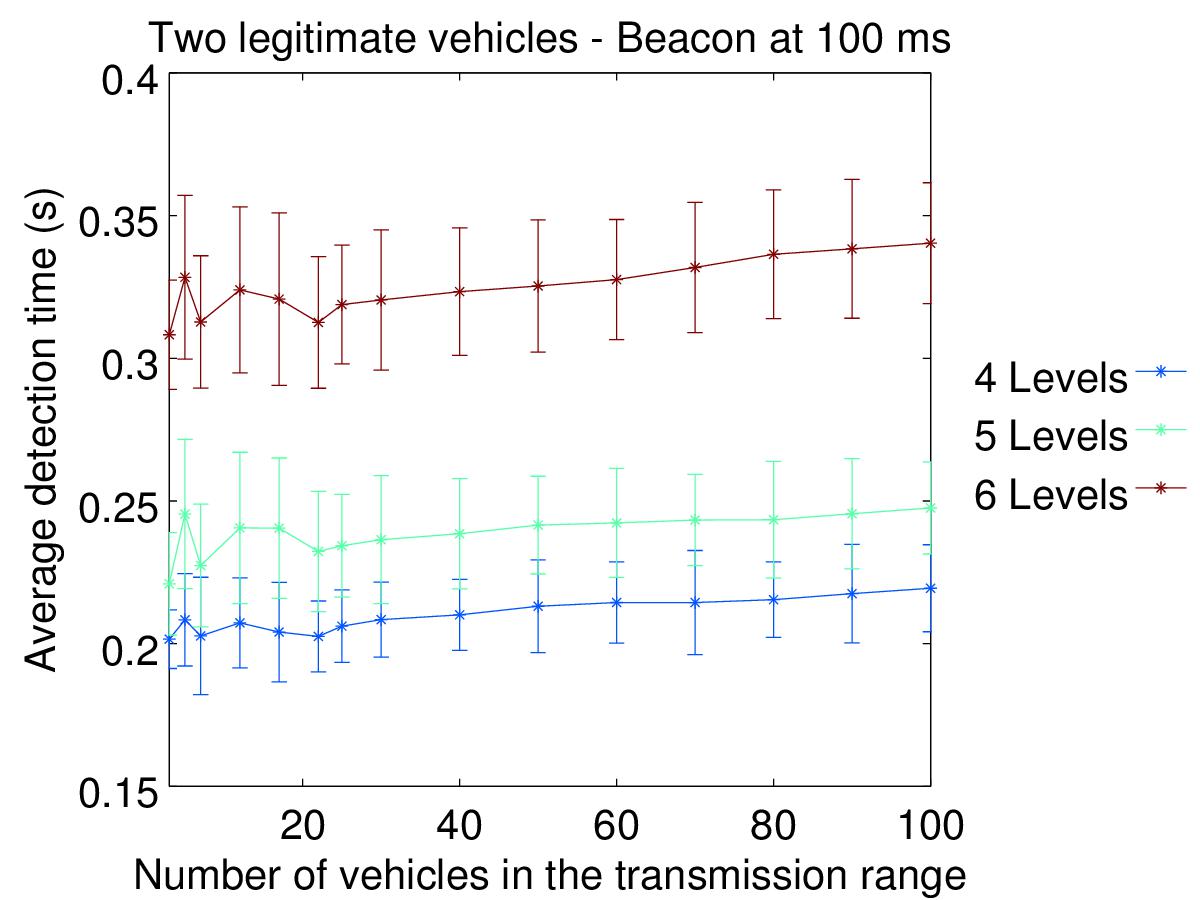 Two legitimate vehicles - Beacon at 100 ms
0.4
0.35
0.3
0.25
0.2
0.15
Average detection time (s)
20 40 60 80 100
Number of vehicles in the transmission range
4 Levels
5 Levels
6 Levels